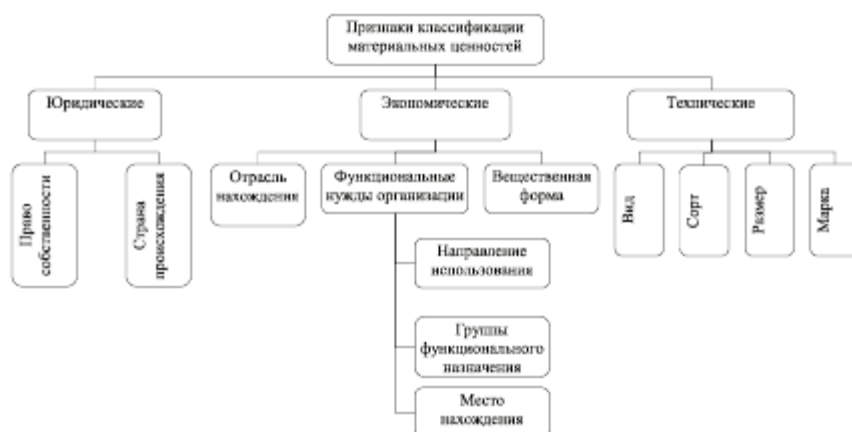 Признаки классификации
материальных ценностей
Юридические
Экономические
Технические
Право
собственности
Страна
происхождения
Отрасль
нахождения
Функциональные
нужды организации
Вещественная
форма
Вид
Сорт
Размер
Марка
Направление
использования
Группы
функционального
назначения
Место
нахождения